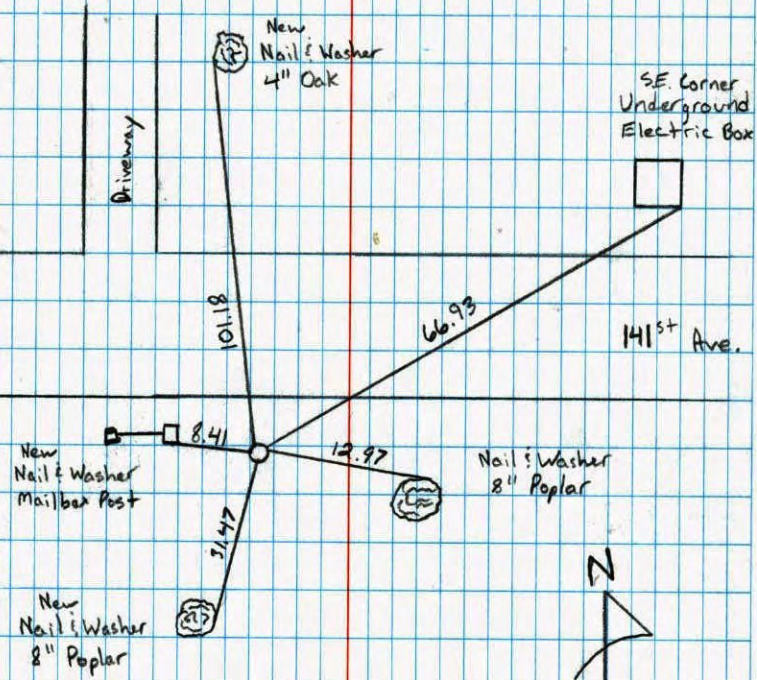 New
Nail & Washer
4" Oak
S.E. Corner
Underground
Electric Box
Driveway
101.18
66.93
141st Ave.
8.41
12.97
New
Nail & Washer
Mailbox Post
Nail & Washer
8" Poplar
31.47
N
New
Nail & Washer
8" Poplar